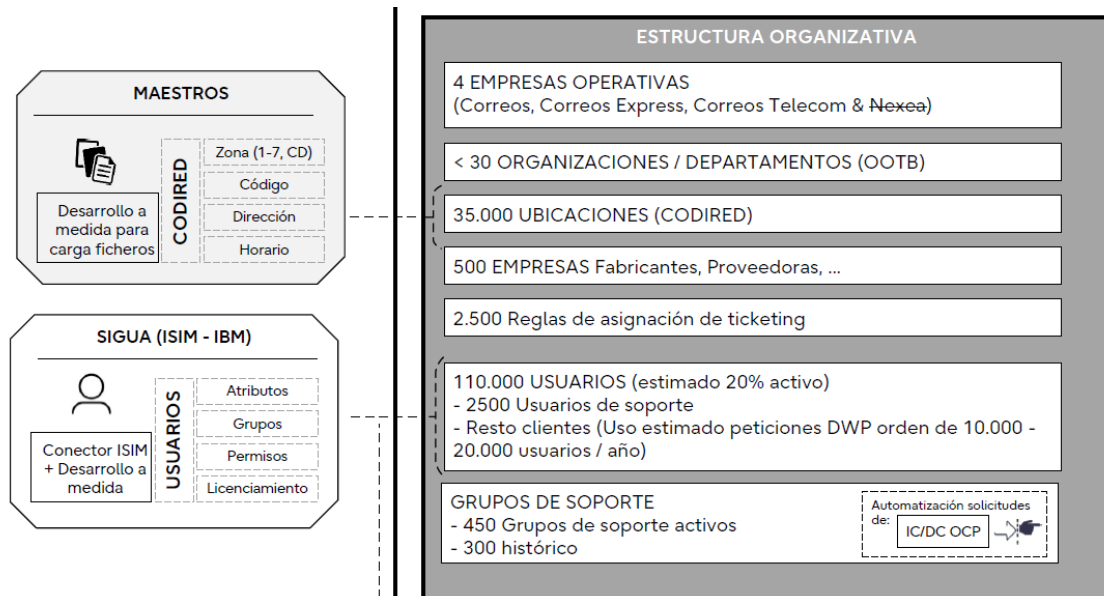 MAESTROS
Desarrollo a
medida para
carga ficheros
CODIRED
Zona (1-7, CD)
Código
Dirección
Horario
SIGUA (ISIM - IBM)
Conector ISIM
+ Desarrollo a
medida
USUARIOS
Atributos
Grupos
Permisos
Licenciamiento
ESTRUCTURA ORGANIZATIVA
4 EMPRESAS OPERATIVAS
(Correos, Correos Express, Correos Telecom & Nexea)
< 30 ORGANIZACIONES / DEPARTAMENTOS (OOTB)
35.000 UBICACIONES (CODIRED)
500 EMPRESAS Fabricantes, Proveedoras, ...
2.500 Reglas de asignación de ticketing
110.000 USUARIOS (estimado 20% activo)
- 2500 Usuarios de soporte
- Resto clientes (Uso estimado peticiones DWP orden de 10.000 -
20.000 usuarios / año)
GRUPOS DE SOPORTE
- 450 Grupos de soporte activos
- 300 histórico
Automatización solicitudes
de:
IC/DC OCP